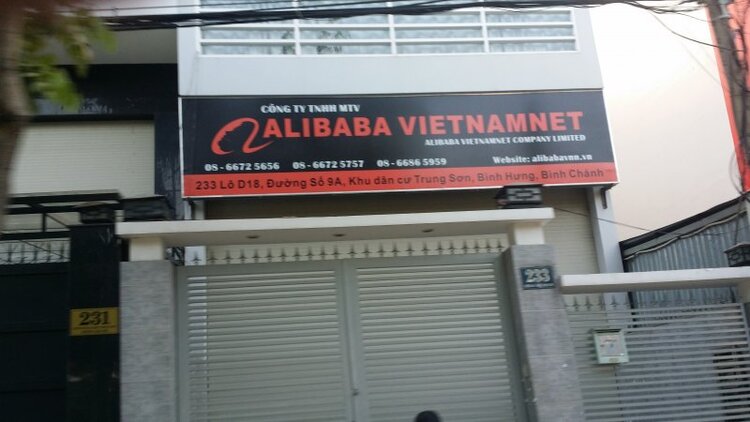 CÔNG TY TNHH MTV
ALIBABA VIETNAMNET
ALIBABA VIETNAMNET COMPANY LIMITED
08 - 6672 5656 08 - 6672 5757 08 - 6686 5959 Website: alibabavnn.vn
233 Lô D18, Đường Số 9A, Khu dân cư Trung Sơn, Bình Hưng, Bình Chánh
231
233